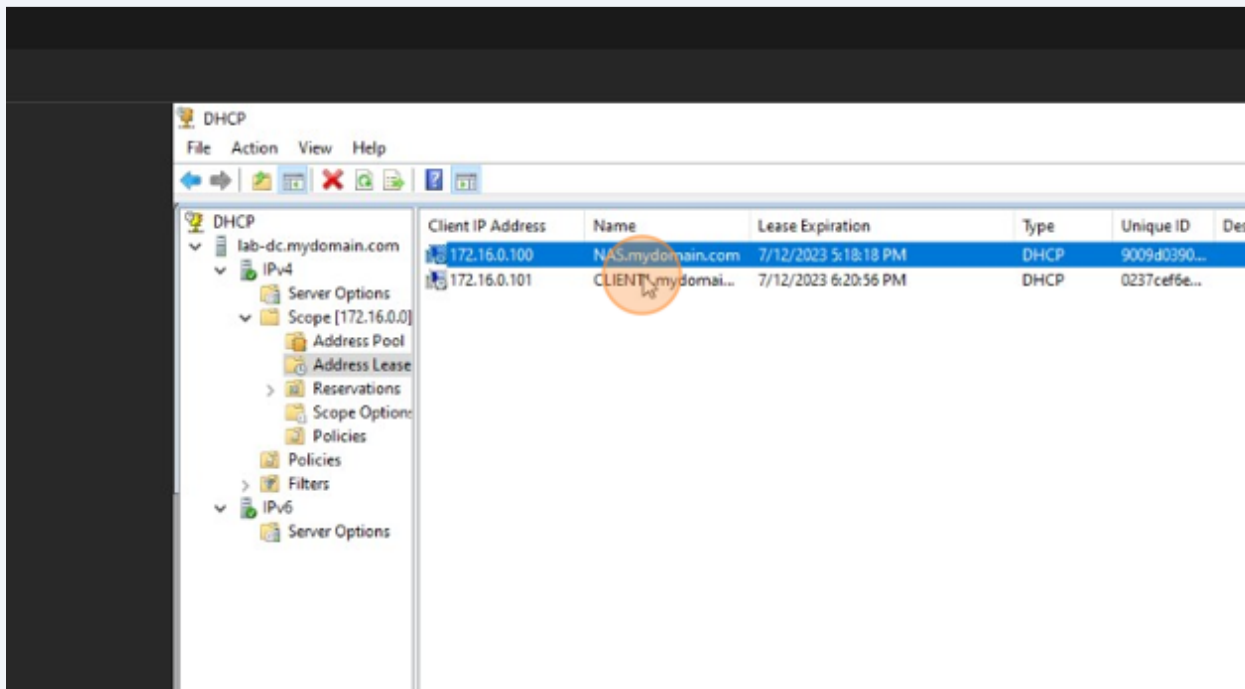 DHCP
File Action View Help
DHCP
lab-dc.mydomain.com
IPv4
Server Options
Scope [172.16.0.0]
Address Pool
Address Lease
Reservations
Scope Option
Policies
Policies
Filters
IPv6
Server Options
Client IP Address Name Lease Expiration Type Unique ID Des
172.16.0.100 NAS.mydomain.com 7/12/2023 5:18:18 PM DHCP 9009d0390...
172.16.0.101 7/12/2023 6:20:56 PM DHCP 0237cef6e...